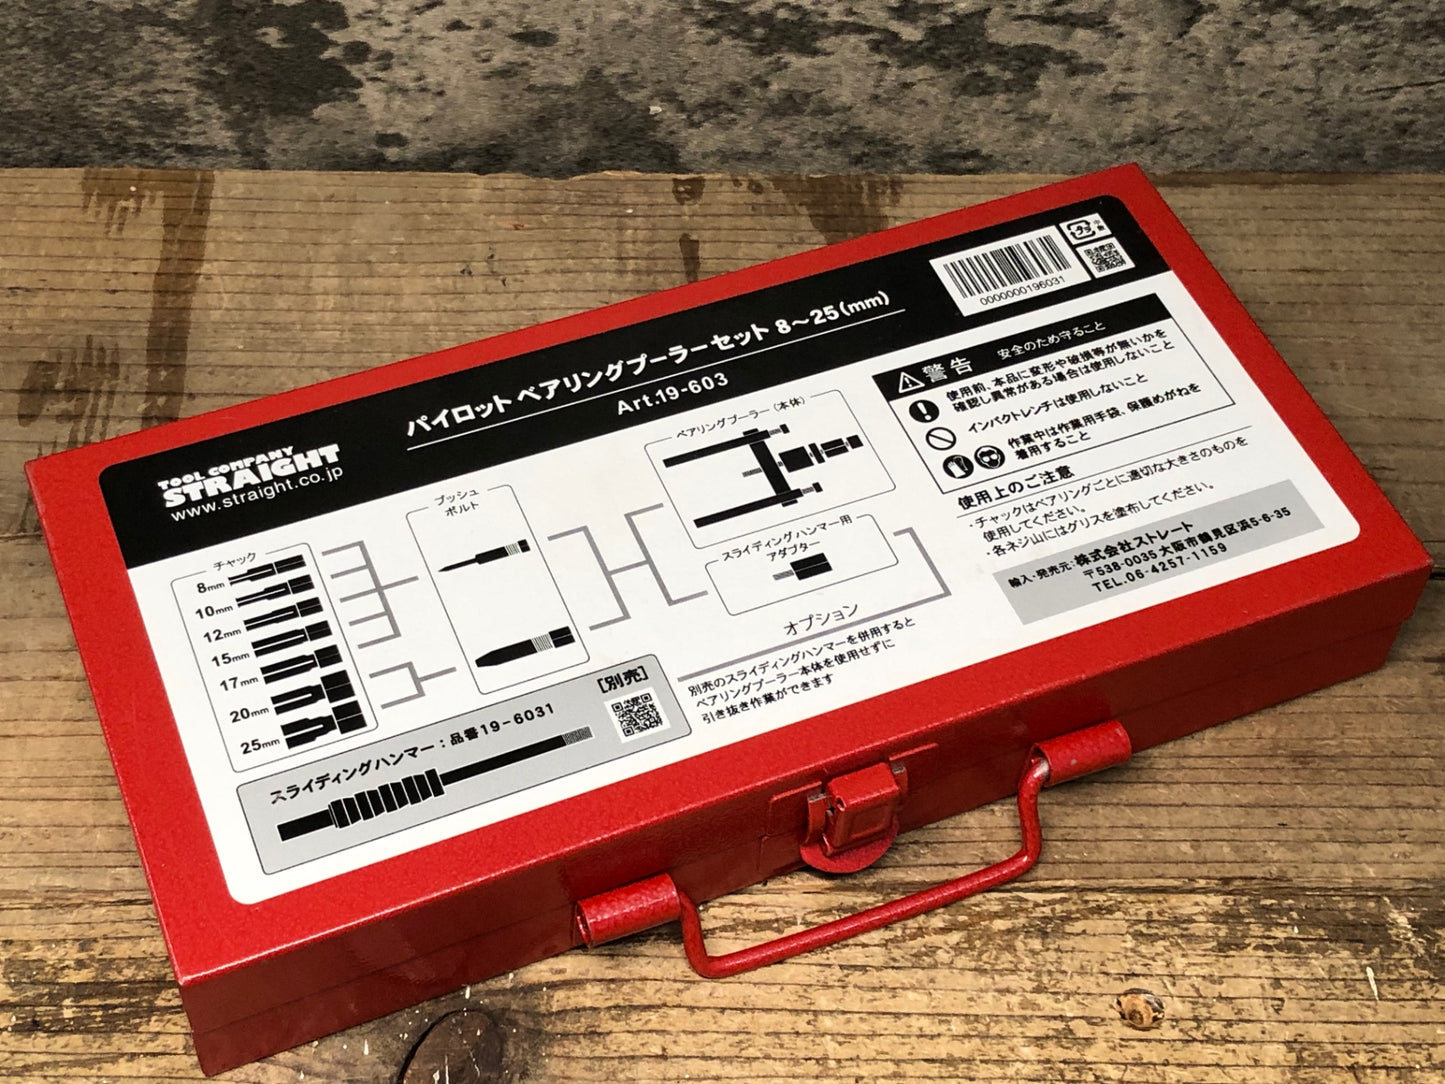 TOOL COMPANY
STRAIGHT
www.straight.co.jp
パイロットベアリングプーラーセット 8～25(mm)
Art.19-603
0000000196031
チャック
8mm
10mm
12mm
15mm
17mm
20mm
25mm
プッシュ
ボルト
ベアリングプーラー(本体)
スライディングハンマー用
アダプター
オプション
別売のスライディングハンマーを併用すると
ベアリングプーラー本体を使用せずに
引き抜き作業ができます
スライディングハンマー:品番19-6031
[別売]
警告 安全のため守ること
使用前、本品に変形や破損等が無いかを
確認し異常がある場合は使用しないこと
インパクトレンチは使用しないこと
作業中は作業用手袋、保護めがねを
着用すること
使用上のご注意
・チャックはベアリングごとに適切な大きさのものを
使用してください。
・各ネジ山にはグリスを塗布してください。
輸入・発売元:株式会社ストレート
〒538-0035 大阪市鶴見区浜5-6-35
TEL.06-4257-1159